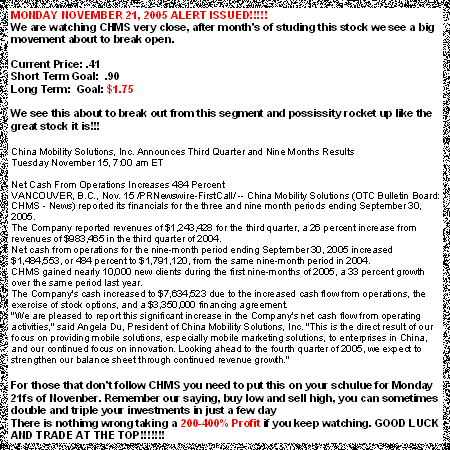 MONDAY NOVEMBER 21, 2005 ALERT ISSUED!!!!!
We are watching CHMS very close, after month's of studing this stock we see a big
movement about to break open.
Current Price: .41
Short Term Goal: .90
Long Term: Goal: $1.75
We see this about to break out from this segment and possissity rocket up like the
great stock it is!!!
China Mobility Solutions, Inc. Announces Third Quarter and Nine Months Results
Tuesday November 15, 7:00 am ET
Net Cash From Operations Increases 484 Percent
VANCOUVER, B.C., Nov. 15 /PRNewswire-FirstCall/ -- China Mobility Solutions (OTC Bulletin Board:
CHMS - News) reported its financials for the three and nine month periods ending September 30,
2005.
The Company reported revenues of $1,243,428 for the third quarter, a 26 percent increase from
revenues of $983,465 in the third quarter of 2004.
Net cash from operations for the nine-month period ending September 30, 2005 increased
$1,484,553, or 484 percent to $1,791,120, from the same nine-month period in 2004.
CHMS gained nearly 10,000 new clients during the first nine-months of 2005, a 33 percent growth
over the same period last year.
The Company's cash increased to $7,634,523 due to the increased cash flow from operations, the
exercise of stock options, and a $3,350,000 financing agreement.
"We are pleased to report this significant increase in the Company's net cash flow from operating
activities," said Angela Du, President of China Mobility Solutions, Inc. "This is the direct result of our
focus on providing mobile solutions, especially mobile marketing solutions, to enterprises in China,
and our continued focus on innovation. Looking ahead to the fourth quarter of 2005, we expect to
strengthen our balance sheet through continued revenue growth."
For those that don't follow CHMS you need to put this on your schulue for Monday
21fs of Novenber. Remember our saying, buy low and sell high, you can sometimes
double and triple your investments in just a few day
There is nothimg wrong taking a 200-400% Profit if you keep watching. GOOD LUCK
AND TRADE AT THE TOP!!!!!!!